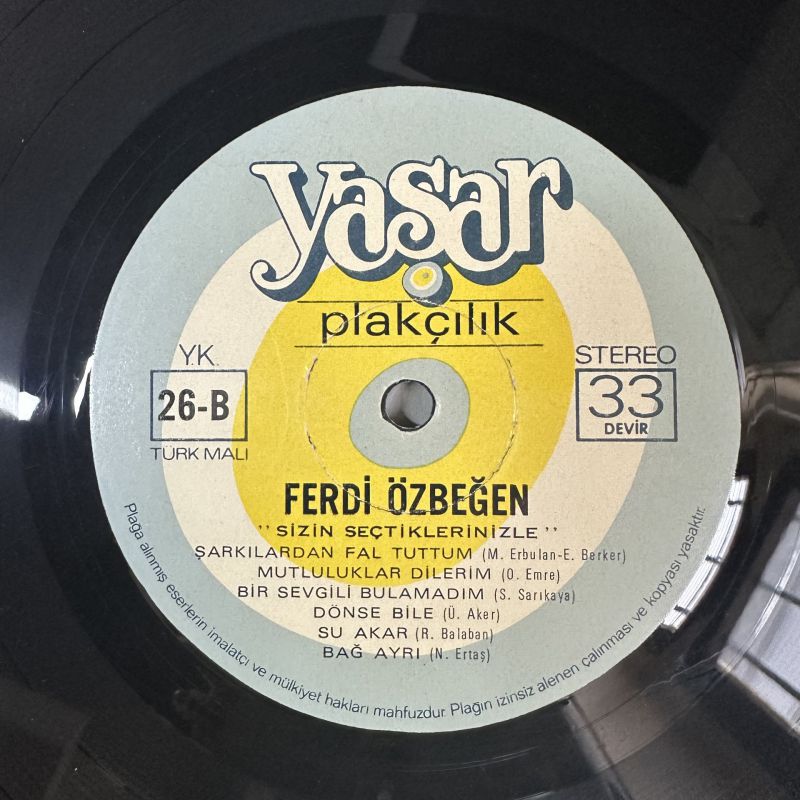 yaşar
plakçılık
Y.K.
26-B
TÜRK MALI
STEREO
33
DEVİR
FERDİ ÖZBEĞEN
"SİZİN SEÇTİKLERİNİZLE"
ŞARKILARDAN FAL TUTTUM (M. Erbulan-E. Berker)
MUTLULUKLAR DİLERİM (O. Emre)
BİR SEVGİLİ BULAMADIM (S. Sarıkaya)
DÖNSE BİLE (Ü. Aker)
SU AKAR (R. Balaban)
BAĞ AYRI (N. Ertaş)
Plağa alınmış eserlerin imalatçı ve mülkiyet hakları mahfuzdur. Plağın izinsiz alenen çalınması ve kopyası yasaktır.